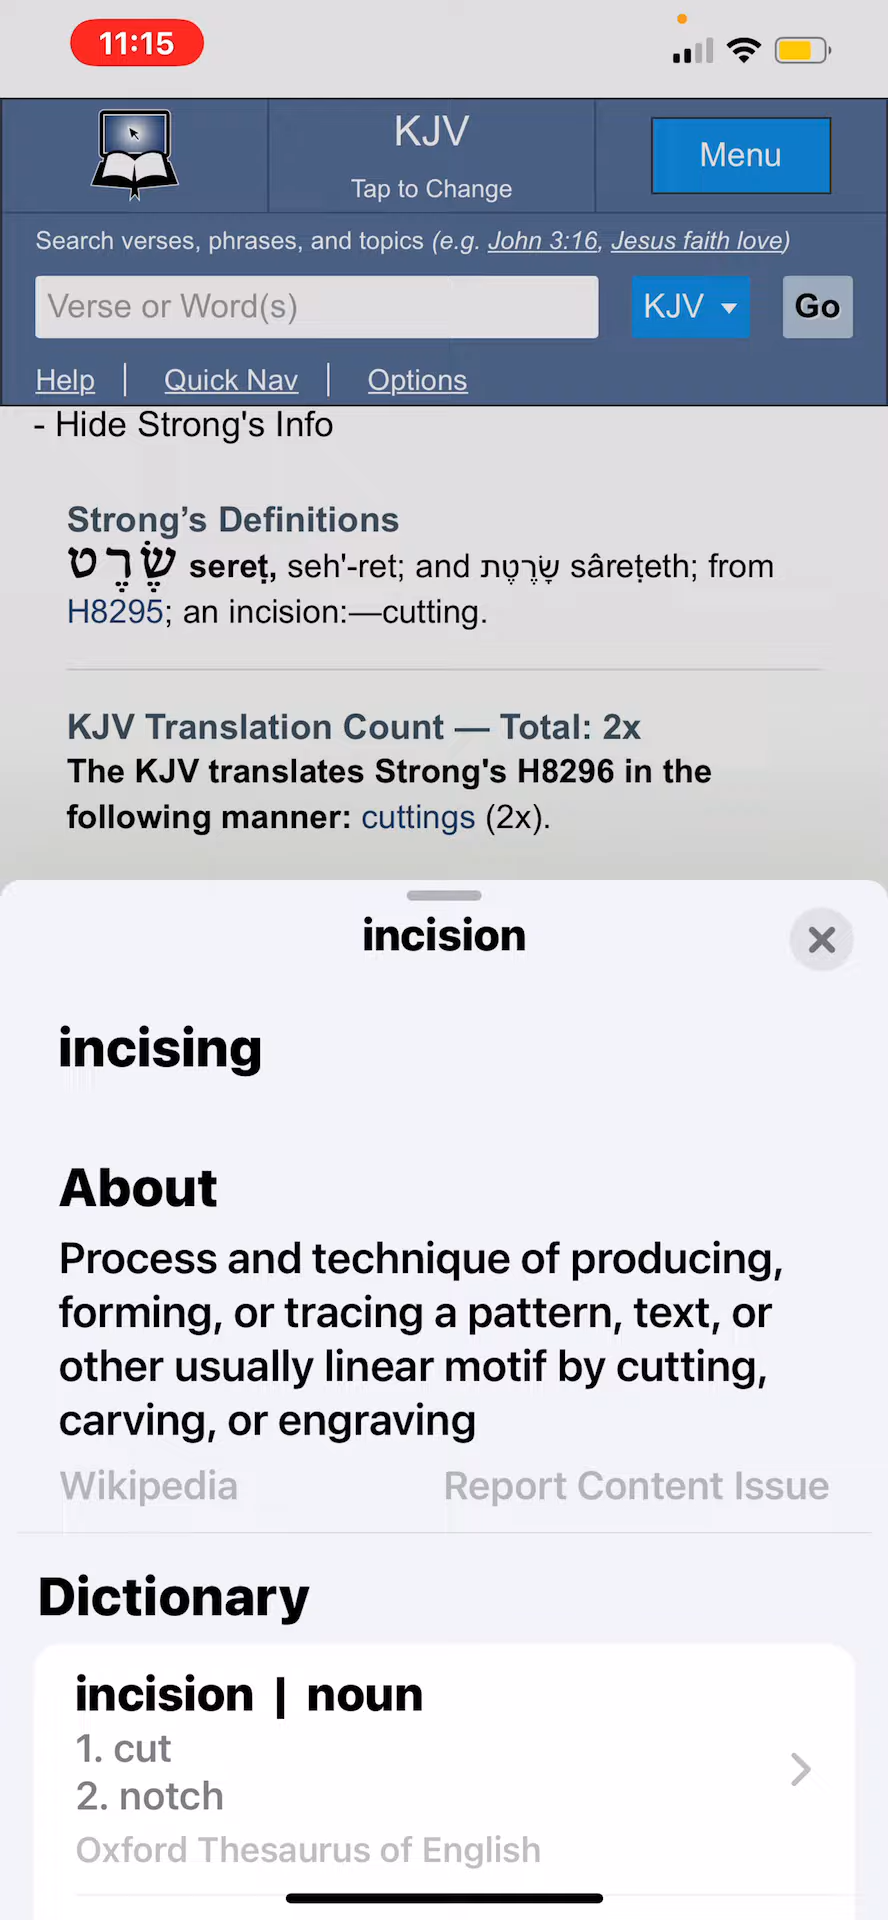 11:15
KJV
Tap to Change
Menu
Search verses, phrases, and topics (e.g. John 3:16, Jesus faith love)
Verse or Word(s)
KJV
Go
Help | Quick Nav | Options
- Hide Strong's Info
Strong’s Definitions
שֶׂרֶט sereṭ, seh'-ret; and שָׂרֶטֶת sâreṭeth; from
H8295; an incision:—cutting.
KJV Translation Count — Total: 2x
The KJV translates Strong's H8296 in the
following manner: cuttings (2x).
incision
incising
About
Process and technique of producing,
forming, or tracing a pattern, text, or
other usually linear motif by cutting,
carving, or engraving
Wikipedia
Report Content Issue
Dictionary
incision | noun
1. cut
2. notch
Oxford Thesaurus of English